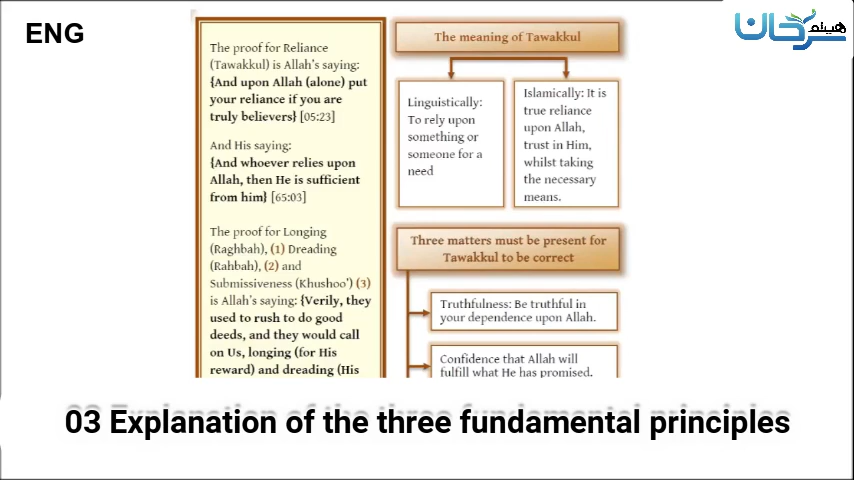 ENG
هيثم
سرحان
The proof for Reliance
(Tawakkul) is Allah's saying:
{And upon Allah (alone) put
your reliance if you are
truly believers} [05:23]
And His saying:
{And whoever relies upon
Allah, then He is sufficient
from him} [65:03]
The proof for Longing
(Raghbah), (1) Dreading
(Rahbah), (2) and
Submissiveness (Khushoo') (3)
is Allah's saying: {Verily, they
used to rush to do good
deeds, and they would call
on Us, longing (for His
reward) and dreading (His
The meaning of Tawakkul
Linguistically:
To rely upon
something or
someone for a
need
Islamically: It is
true reliance
upon Allah,
trust in Him,
whilst taking
the necessary
means.
Three matters must be present for
Tawakkul to be correct
Truthfulness: Be truthful in
your dependence upon Allah.
Confidence that Allah will
fulfill what He has promised.
03 Explanation of the three fundamental principles